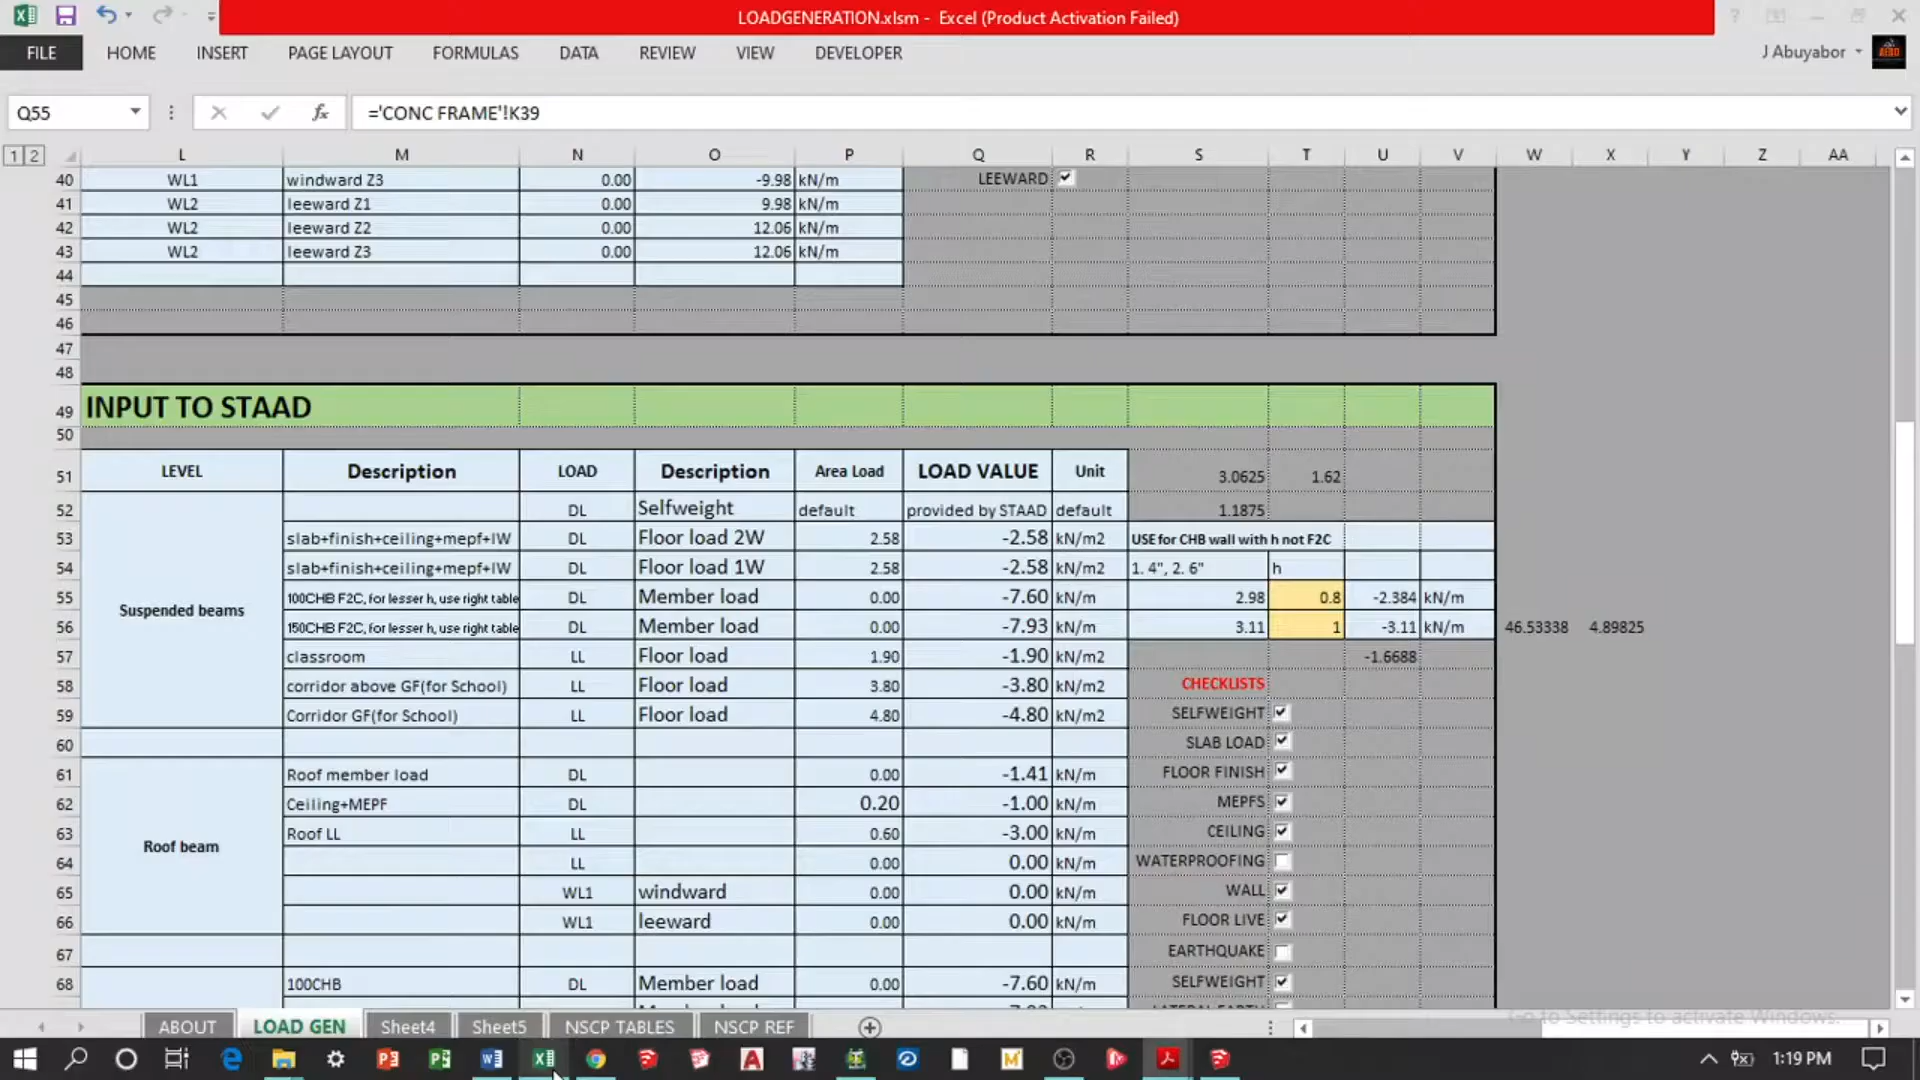 LOADGENERATION.xlsm - Excel (Product Activation Failed)
FILE HOME INSERT PAGE LAYOUT FORMULAS DATA REVIEW VIEW DEVELOPER J Abuyabor
Q55 fx ='CONC FRAME'!K39
1 2 L M N O P Q R S T U V W X Y Z AA
40 WL1 windward Z3 0.00 -9.98 kN/m LEEWARD
41 WL2 leeward Z1 0.00 9.98 kN/m
42 WL2 leeward Z2 0.00 12.06 kN/m
43 WL2 leeward Z3 0.00 12.06 kN/m
44
45
46
47
48
49 INPUT TO STAAD
50
51 LEVEL Description LOAD Description Area Load LOAD VALUE Unit 3.0625 1.62
52 DL Selfweight default provided by STAAD default 1.1875
53 slab+finish+ceiling+mepf+IW DL Floor load 2W 2.58 -2.58 kN/m2 USE for CHB wall with h not F2C
54 slab+finish+ceiling+mepf+IW DL Floor load 1W 2.58 -2.58 kN/m2 1. 4", 2. 6" h
55 100CHB F2C, for lesser h, use right table DL Member load 0.00 -7.60 kN/m 2.98 0.8 -2.384 kN/m
Suspended beams
56 150CHB F2C, for lesser h, use right table DL Member load 0.00 -7.93 kN/m 3.11 1 -3.11 kN/m 46.53338 4.89825
57 classroom LL Floor load 1.90 -1.90 kN/m2 -1.6688
58 corridor above GF(for School) LL Floor load 3.80 -3.80 kN/m2 CHECKLISTS
59 Corridor GF(for School) LL Floor load 4.80 -4.80 kN/m2 SELFWEIGHT
60 SLAB LOAD
61 Roof member load DL 0.00 -1.41 kN/m FLOOR FINISH
62 Ceiling+MEPF DL 0.20 -1.00 kN/m MEPFS
63 Roof LL LL 0.60 -3.00 kN/m CEILING
Roof beam
64 LL 0.00 0.00 kN/m WATERPROOFING
65 WL1 windward 0.00 0.00 kN/m WALL
66 WL1 leeward 0.00 0.00 kN/m FLOOR LIVE
67 EARTHQUAKE
68 100CHB DL Member load 0.00 -7.60 kN/m SELFWEIGHT
Go to Settings to activate Windows.
ABOUT LOAD GEN Sheet4 Sheet5 NSCP TABLES NSCP REF
1:19 PM